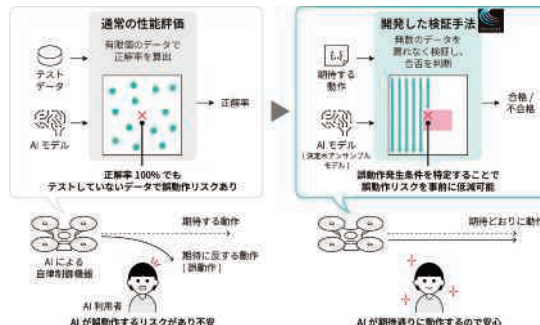 通常の性能評価
有限個のデータで
正解率を算出
テスト
データ
AI モデル
正解率
正解率 100% でも
テストしていないデータで誤動作リスクあり
開発した検証手法
無数のデータを
漏れなく検証し、
合否を判断
期待する
動作
AI モデル
(決定木アンサンブル
モデル)
合格 /
不合格
誤動作発生条件を特定することで
誤動作リスクを事前に低減可能
期待する動作
期待に反する動作
(誤動作)
AI による
自律制御機器
AI 利用者
AI が誤動作するリスクがあり不安
期待どおりに動作
AI が期待通りに動作するので安心